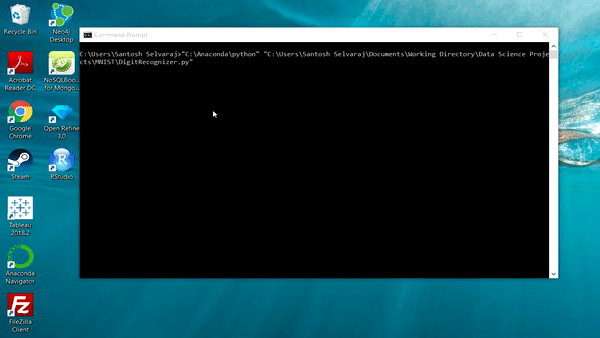 Recycle Bin
Neo4j Desktop
Acrobat Reader DC
NoSQLBoo... for Mongo...
Google Chrome
Open Refine 3.0
Steam
RStudio
Tableau 2018.2
Anaconda Navigator
FileZilla Client
Command Prompt
C:\Users\Santosh Selvaraj>"C:\Anaconda\python" "C:\Users\Santosh Selvaraj\Documents\Working Directory\Data Science Proje
cts\MNIST\DigitRecognizer.py"